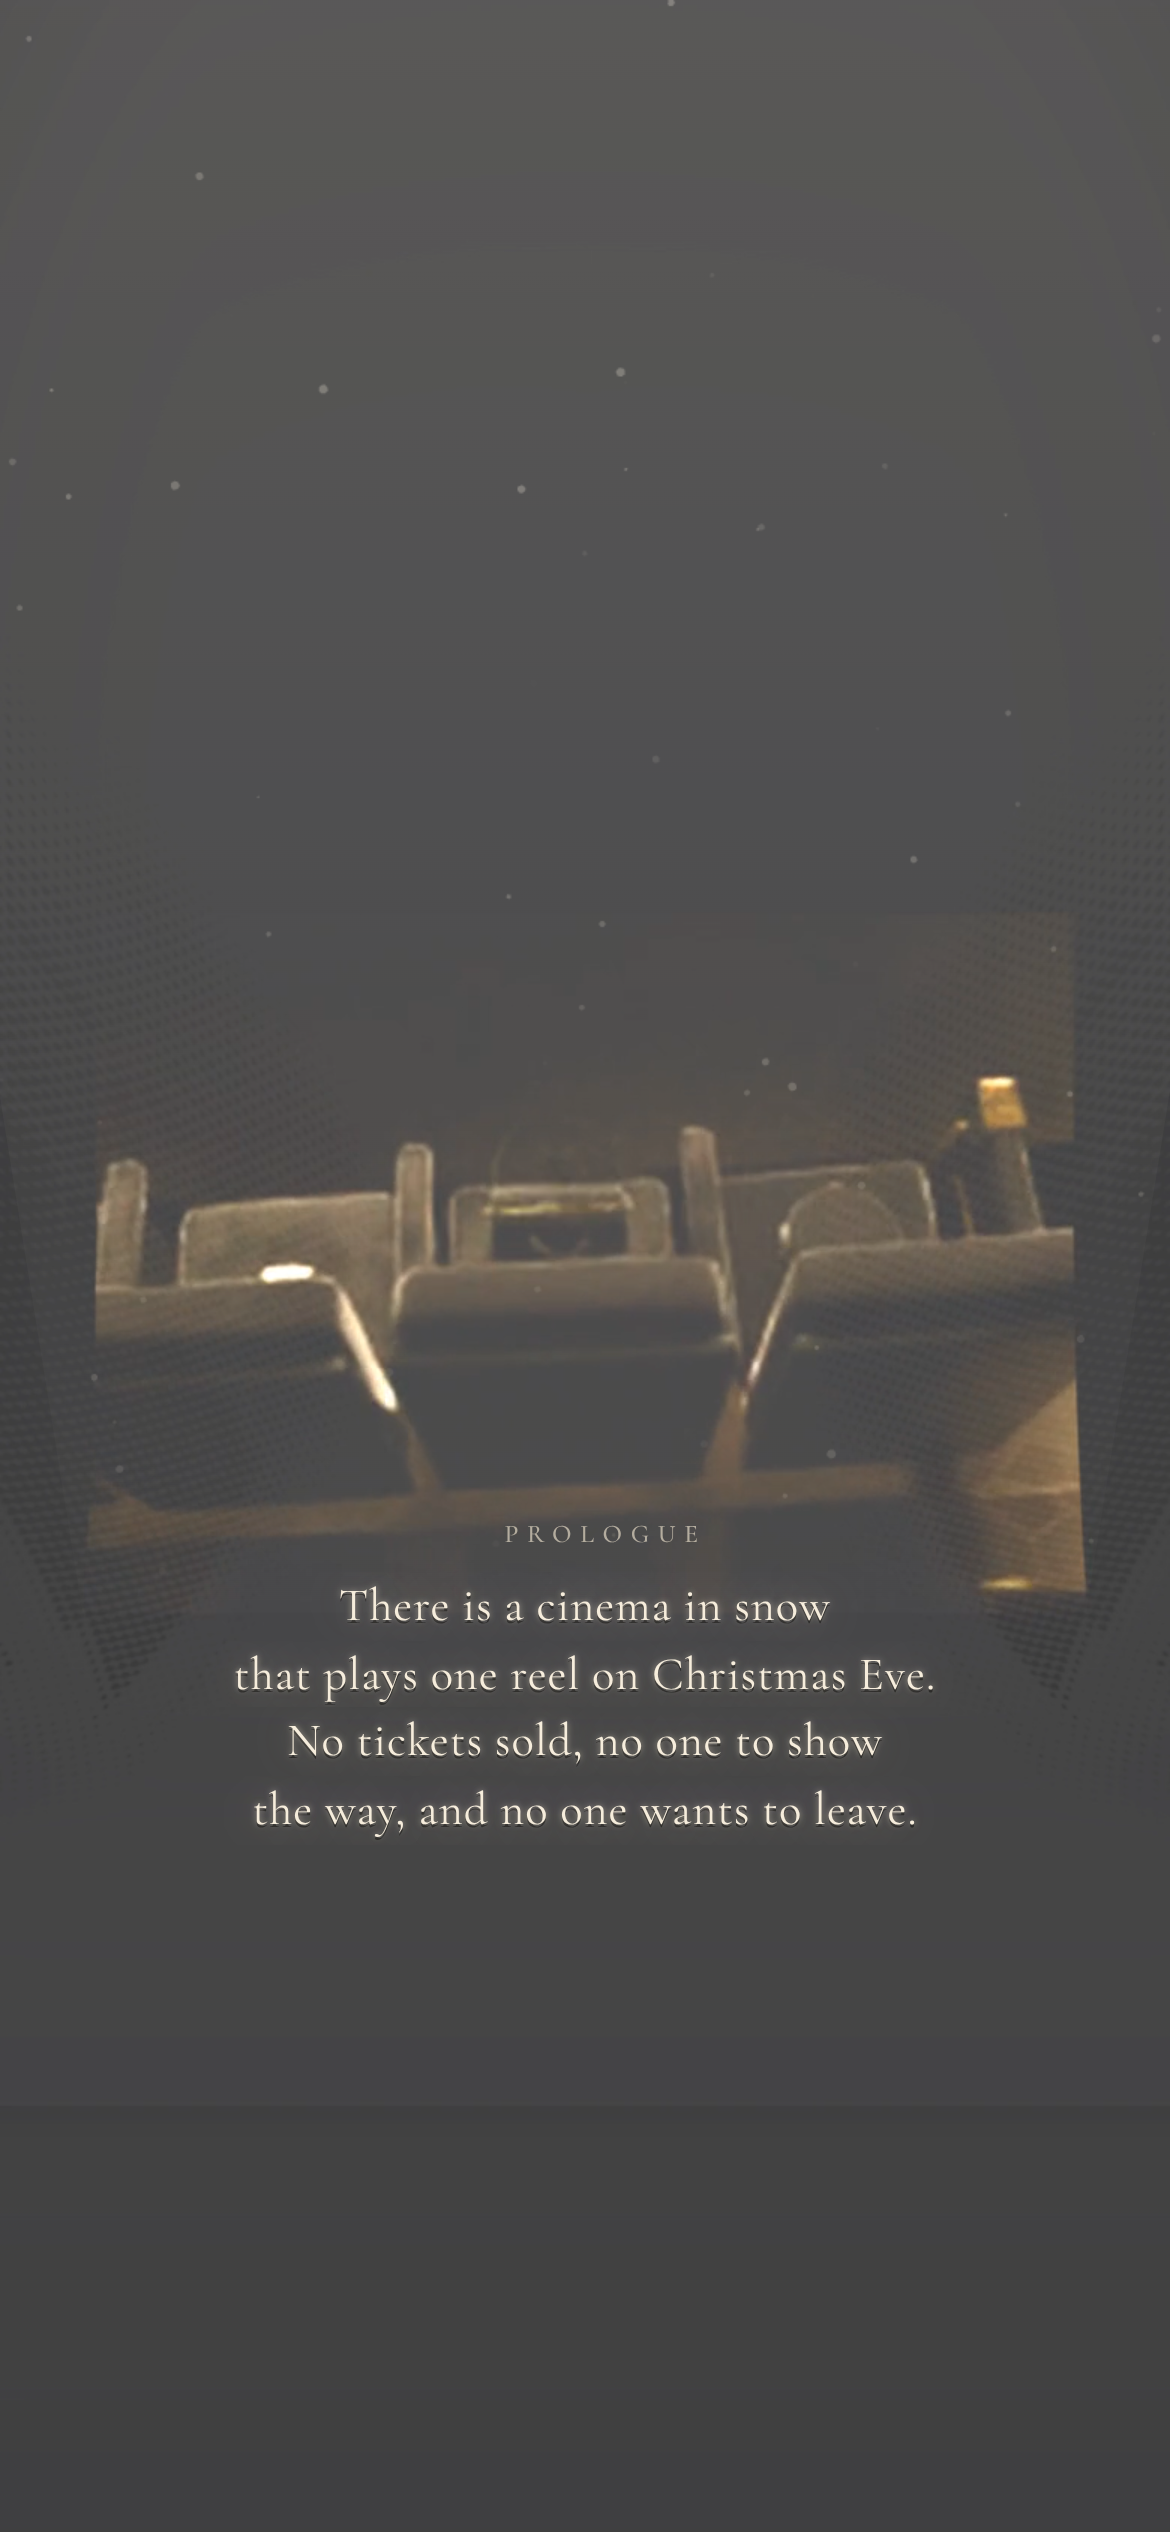 PROLOGUE
There is a cinema in snow
that plays one reel on Christmas Eve.
No tickets sold, no one to show
the way, and no one wants to leave.